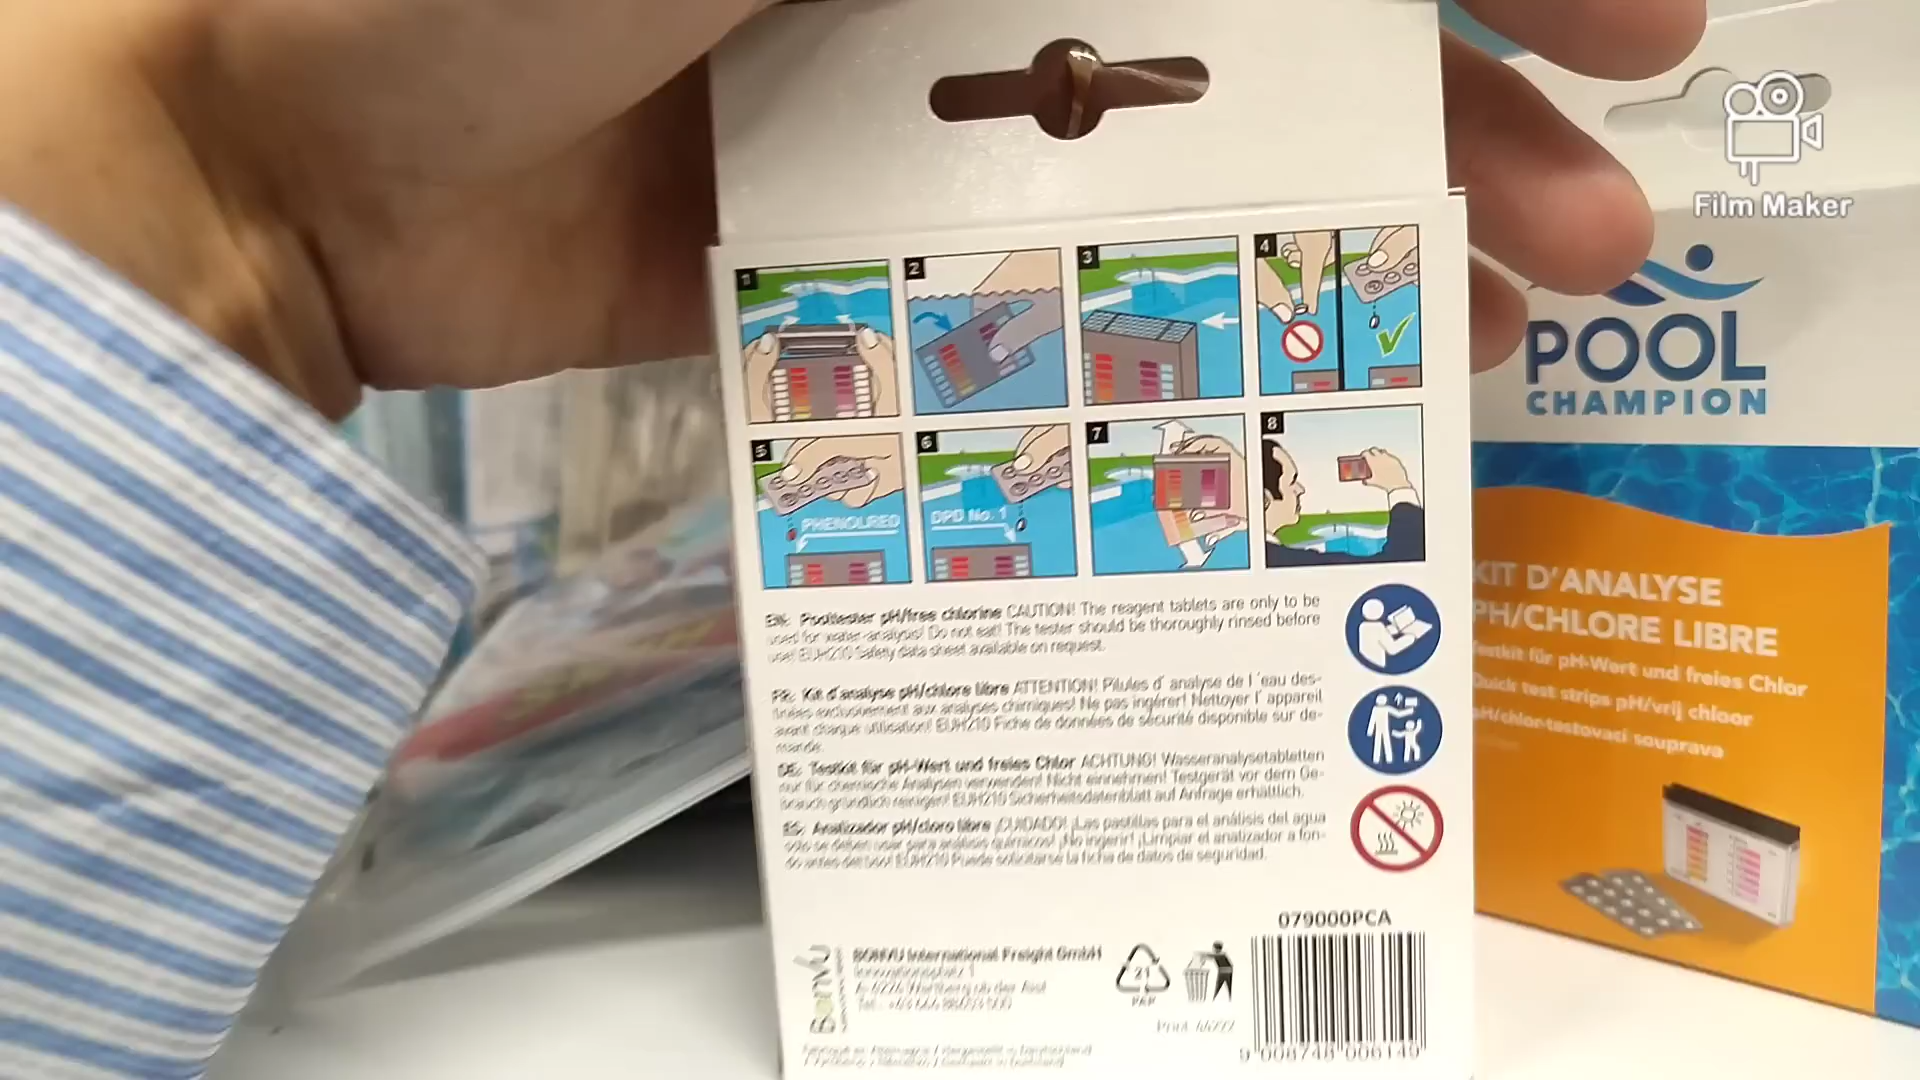 Film Maker
1
2
3
4
5
6
7
8
PHENOLRED
DPD No. 1
EN: Pooltester pH/free chlorine CAUTION! The reagent tablets are only to be
used for water-analysis! Do not eat! The tester should be thoroughly rinsed before
use! EUH210 Safety data sheet available on request.
FR: Kit d'analyse pH/chlore libre ATTENTION! Pilules d' analyse de l 'eau des-
tinées exclusivement aux analyses chimiques! Ne pas ingérer! Nettoyer l' appareil
avant chaque utilisation! EUH210 Fiche de données de sécurité disponible sur de-
mande.
DE: Testkit für pH-Wert und freies Chlor ACHTUNG! Wasseranalysetabletten
nur für chemische Analysen verwenden! Nicht einnehmen! Testgerät vor dem Ge-
brauch gründlich reinigen! EUH210 Sicherheitsdatenblatt auf Anfrage erhältlich.
ES: Analizador pH/cloro libre ¡CUIDADO! ¡Las pastillas para el análisis del agua
sólo se deben usar para análisis químicos! ¡No ingerir! ¡Limpiar el analizador a fon-
do antes del uso! EUH210 Puede solicitarse la ficha de datos de seguridad.
079000PCA
BONVU International Freight GmbH
21
PAP
9 008748 006149
POOL
CHAMPION
KIT D'ANALYSE
PH/CHLORE LIBRE
Testkit für pH-Wert und freies Chlor
Quick test strips pH/vrij chloor
pH/chlor-testovací souprava